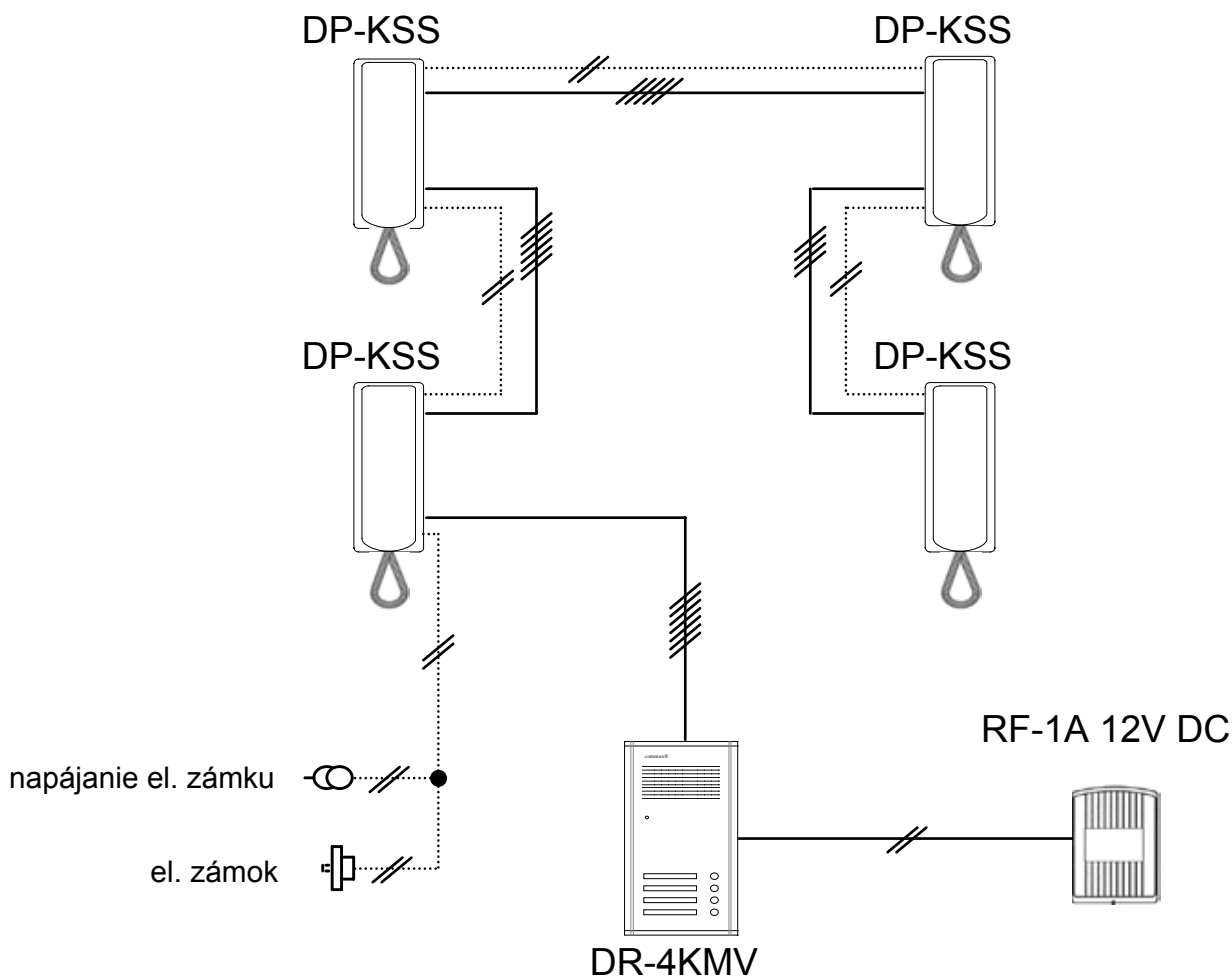 DP-KSS
DP-KSS
DP-KSS
DP-KSS
RF-1A 12V DC
napájanie el. zámku
commax®
el. zámok
DR-4KMV